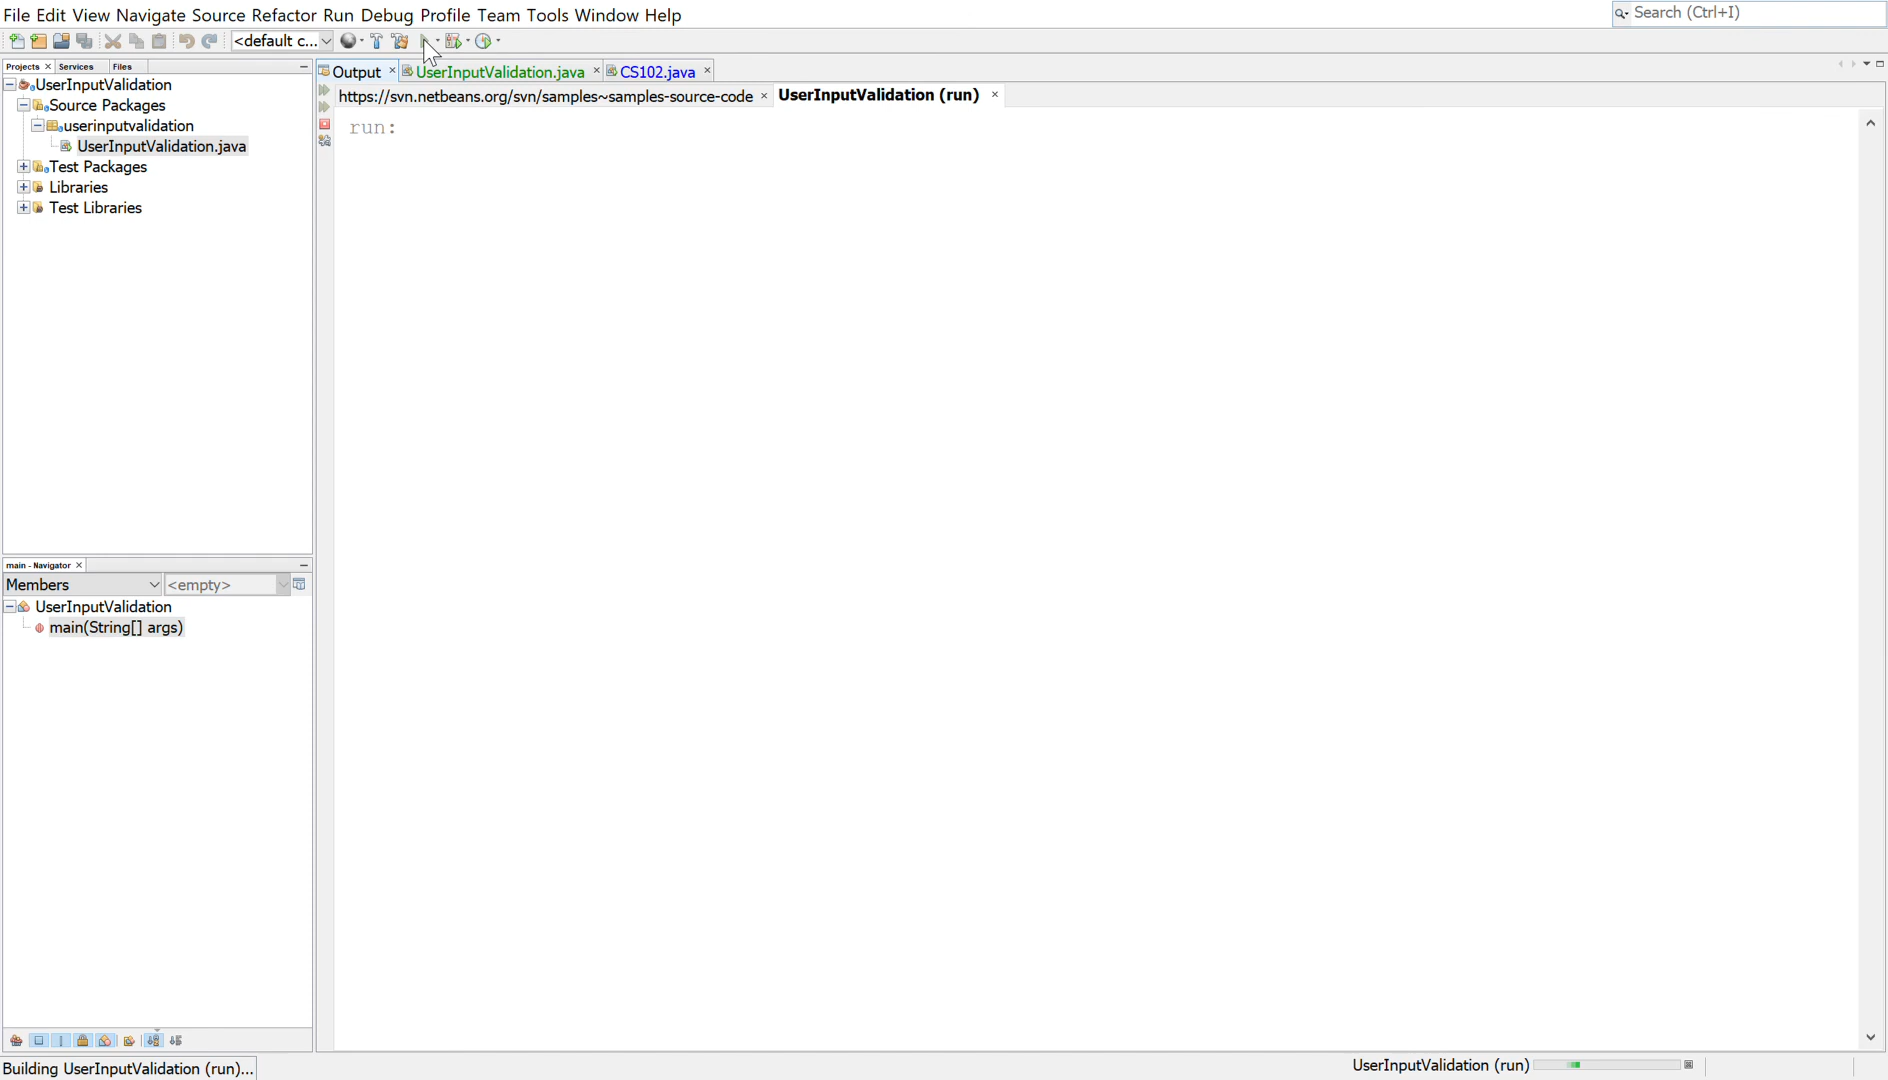 File Edit View Navigate Source Refactor Run Debug Profile Team Tools Window Help
Search (Ctrl+I)
<default c...
Projects
Services
Files
UserInputValidation
Source Packages
userinputvalidation
UserInputValidation.java
Test Packages
Libraries
Test Libraries
Output
UserInputValidation.java
CS102.java
https://svn.netbeans.org/svn/samples~samples-source-code
UserInputValidation (run)
run:
main - Navigator
Members
<empty>
UserInputValidation
main(String[] args)
Building UserInputValidation (run)...
UserInputValidation (run)